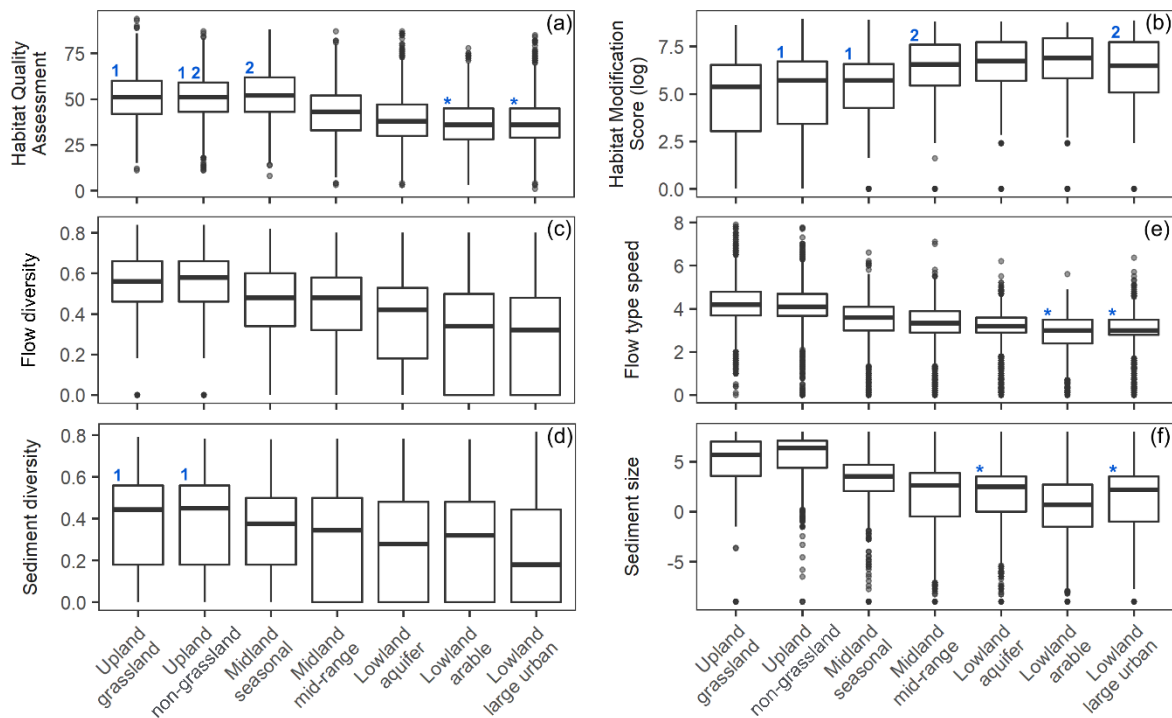 (a)
Habitat Quality
Assessment
75
50
25
0
1
1 2
2
*
*
(b)
Habitat Modification
Score (log)
7.5
5.0
2.5
0.0
1
1
2
2
(c)
Flow diversity
0.8
0.6
0.4
0.2
0.0
(e)
Flow type speed
8
6
4
2
0
*
*
(d)
Sediment diversity
0.8
0.6
0.4
0.2
0.0
1
1
(f)
Sediment size
5
0
-5
*
*
Upland
grassland
Upland
non-grassland
Midland
seasonal
Midland
mid-range
Lowland
aquifer
Lowland
arable
Lowland
large urban
Upland
grassland
Upland
non-grassland
Midland
seasonal
Midland
mid-range
Lowland
aquifer
Lowland
arable
Lowland
large urban